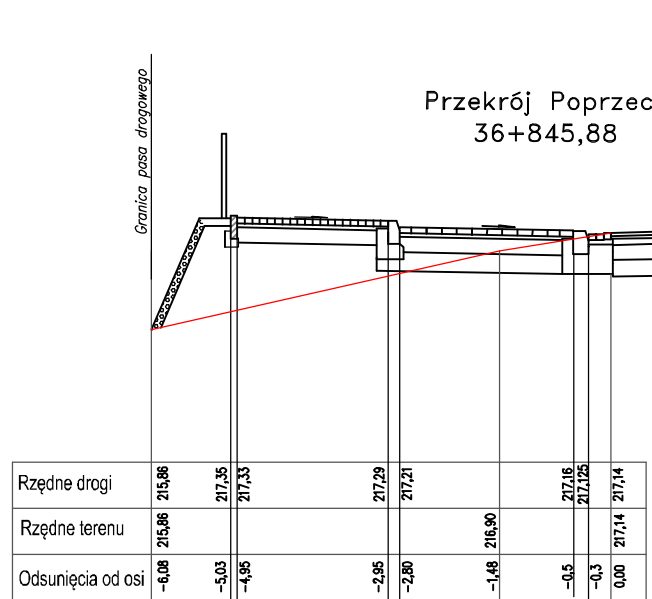 Granica pasa drogowego
Przekrój Poprzec
36+845,88
Rzędne drogi 215,86 217,35 217,33 217,29 217,21 217,16 217,125 217,14
Rzędne terenu 215,86 216,90 217,14
Odsunięcia od osi -6,08 -5,03 -4,95 -2,95 -2,80 -1,48 -0,5 -0,3 0,00